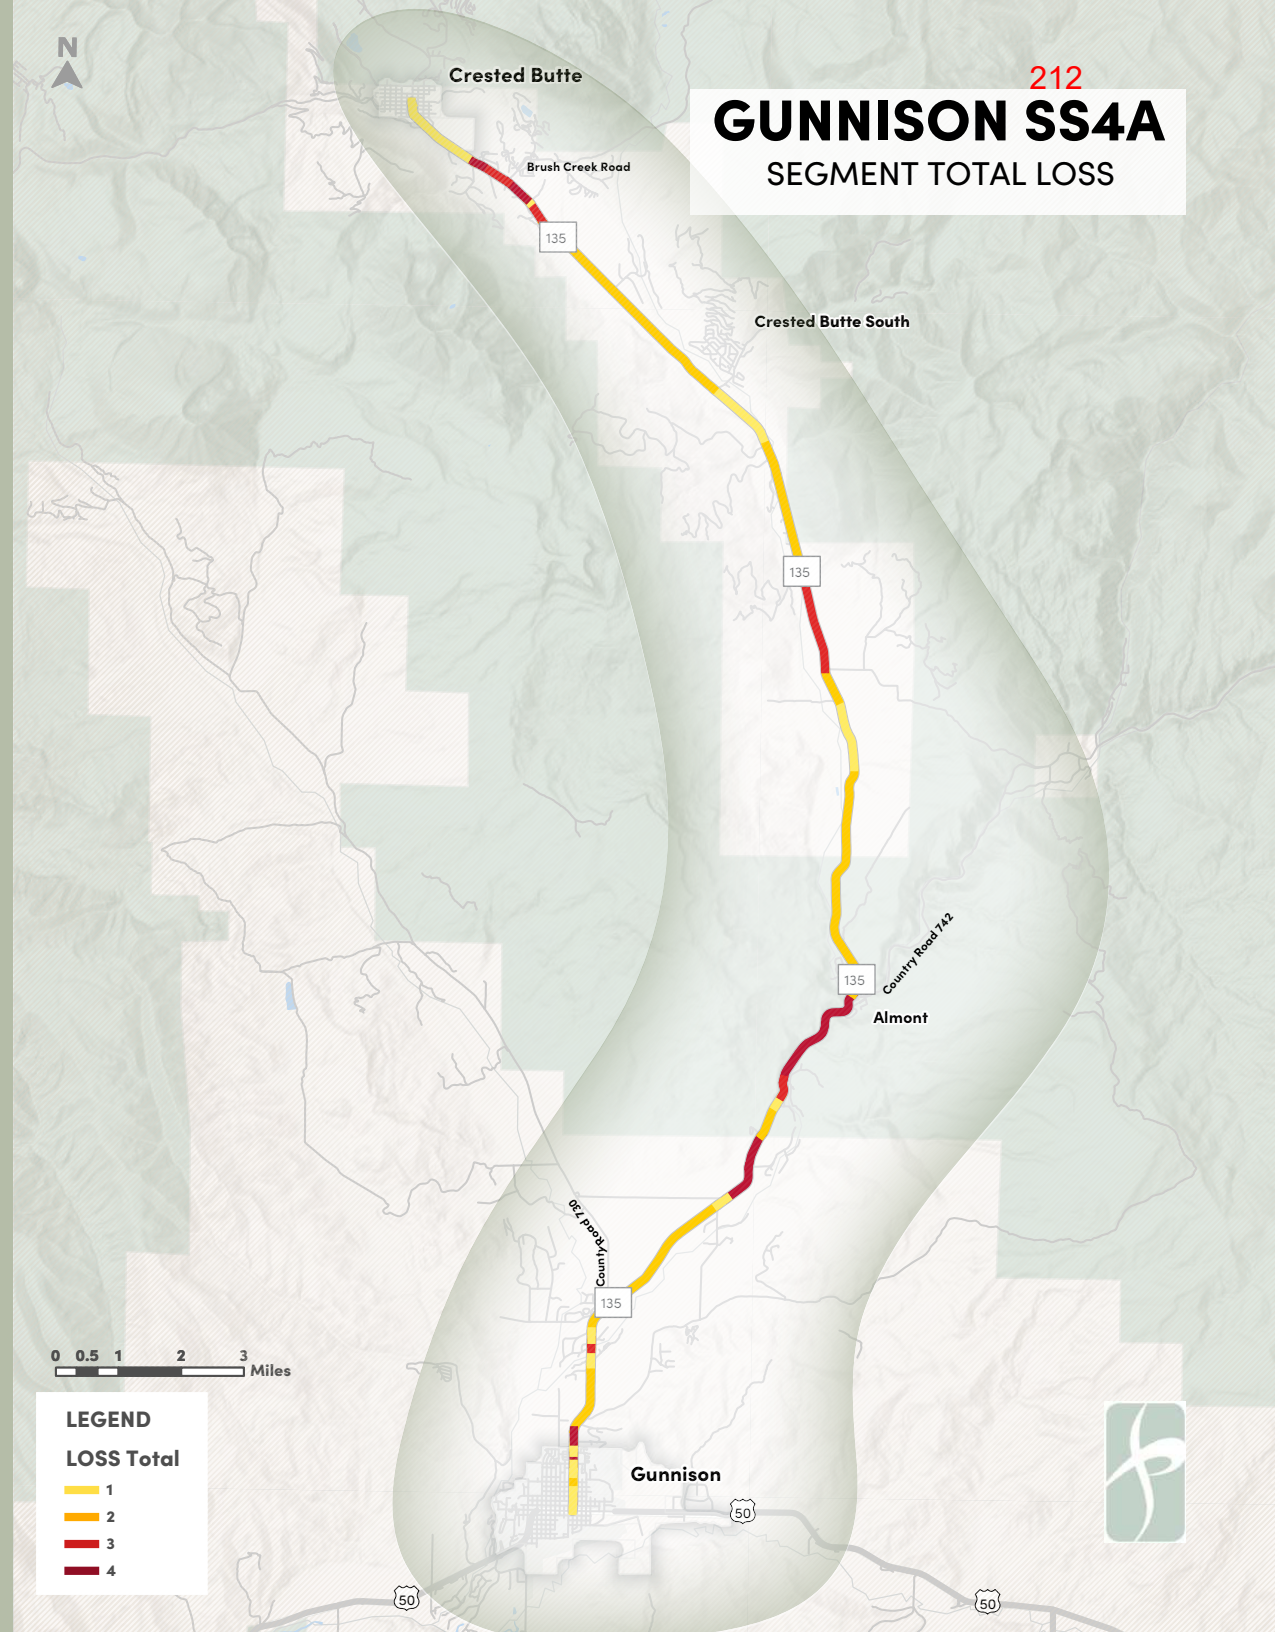 N
Crested Butte
212
GUNNISON SS4A
SEGMENT TOTAL LOSS
Brush Creek Road
135
Crested Butte South
135
Country Road 742
135
Almont
County Road 730
135
0 0.5 1 2 3
Miles
LEGEND
LOSS Total
1
2
3
4
Gunnison
50
50
50